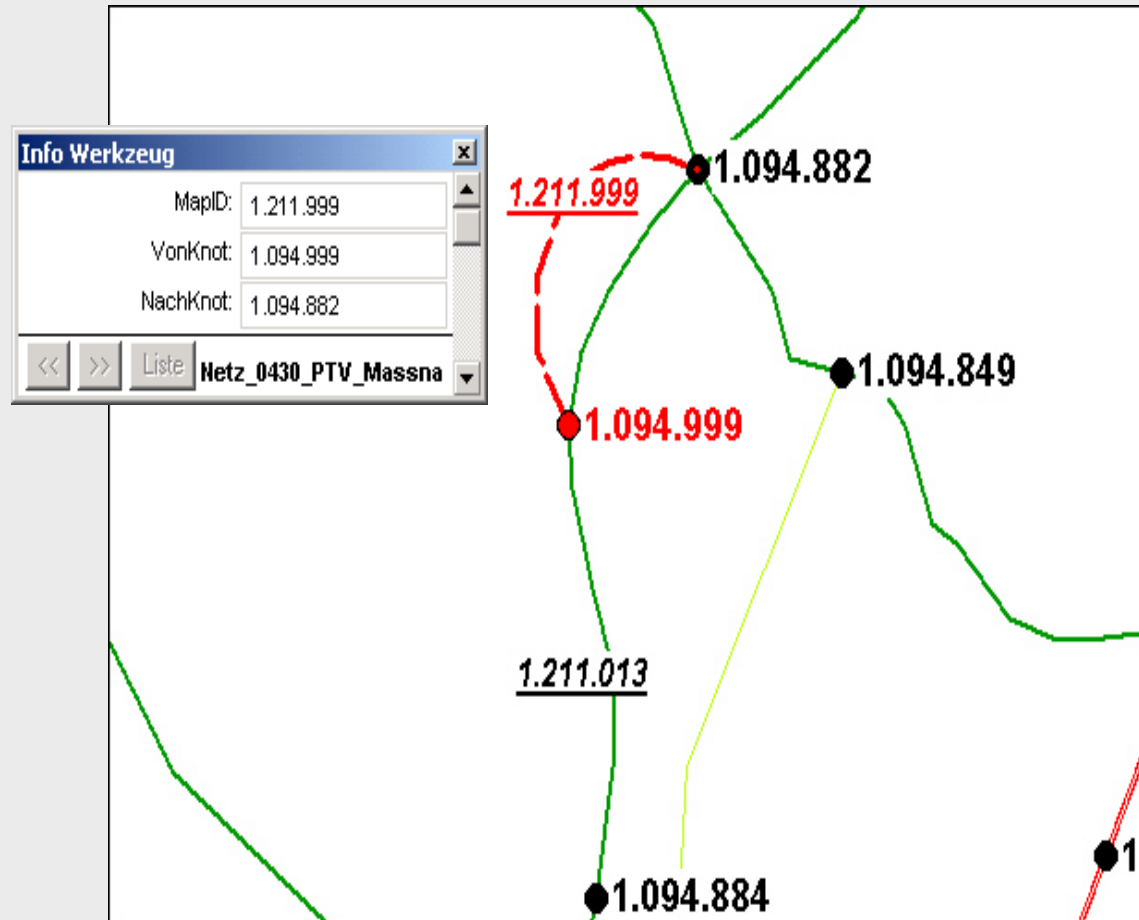 Info Werkzeug
MapID: 1.211.999
VonKnot: 1.094.999
NachKnot: 1.094.882
<< >> Liste Netz_0430_PTV_Massna
1.094.882
1.211.999
1.094.849
1.094.999
1.211.013
1
1.094.884